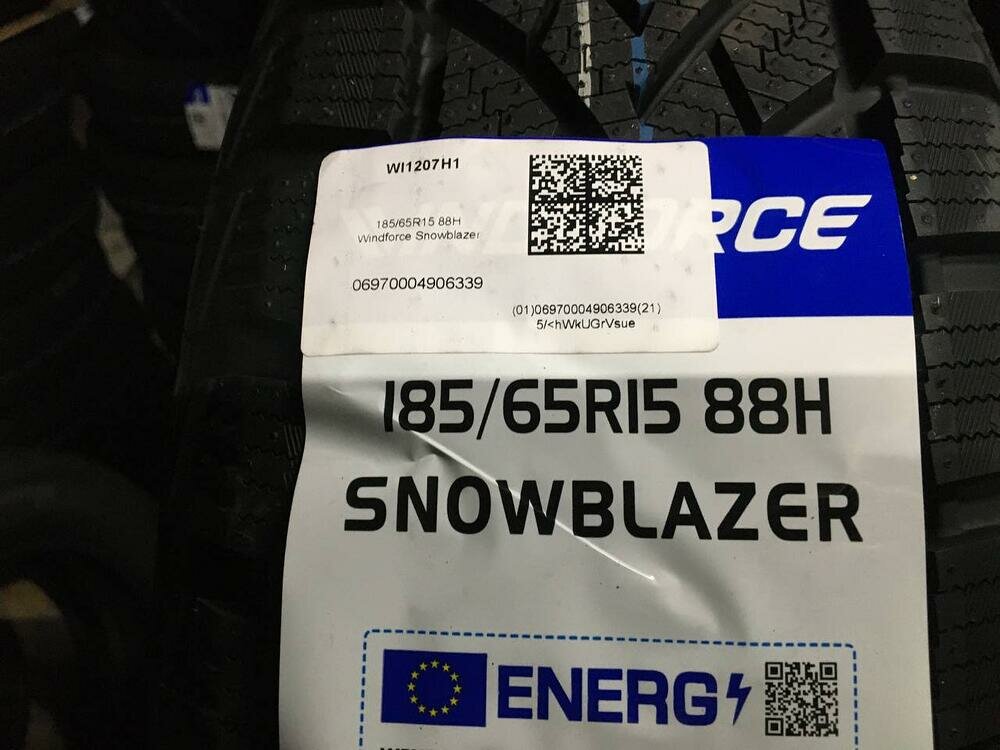 WI1207H1
185/65R15 88H
Windforce Snowblazer
06970004906339
(01)06970004906339(21)
5/<hWkUGrVsue
RCE
185/65R15 88H
SNOWBLAZER
ENERG